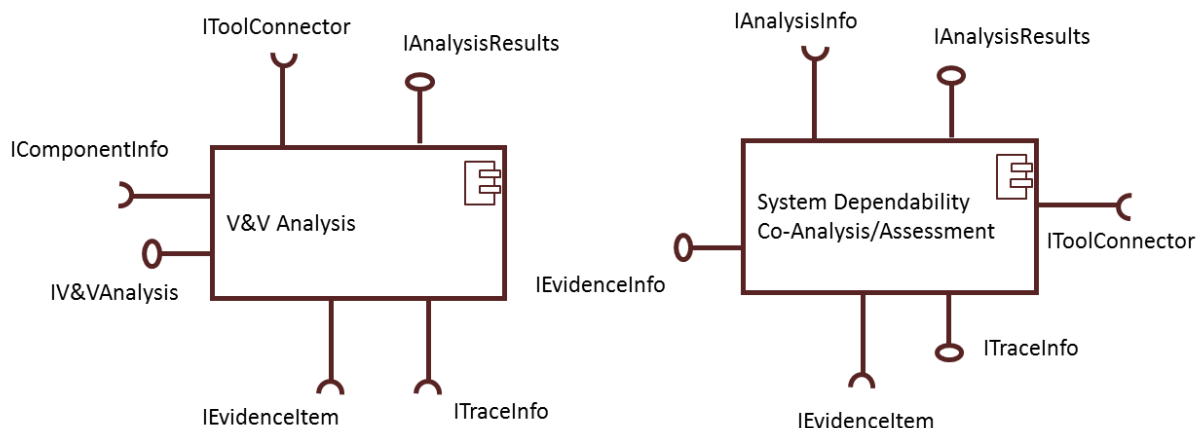 IToolConnector
IAnalysisResults
IComponentInfo
V&V Analysis
IV&VAnalysis
IEvidenceItem
ITraceInfo
IAnalysisInfo
IAnalysisResults
System Dependability
Co-Analysis/Assessment
IToolConnector
IEvidenceInfo
ITraceInfo
IEvidenceItem